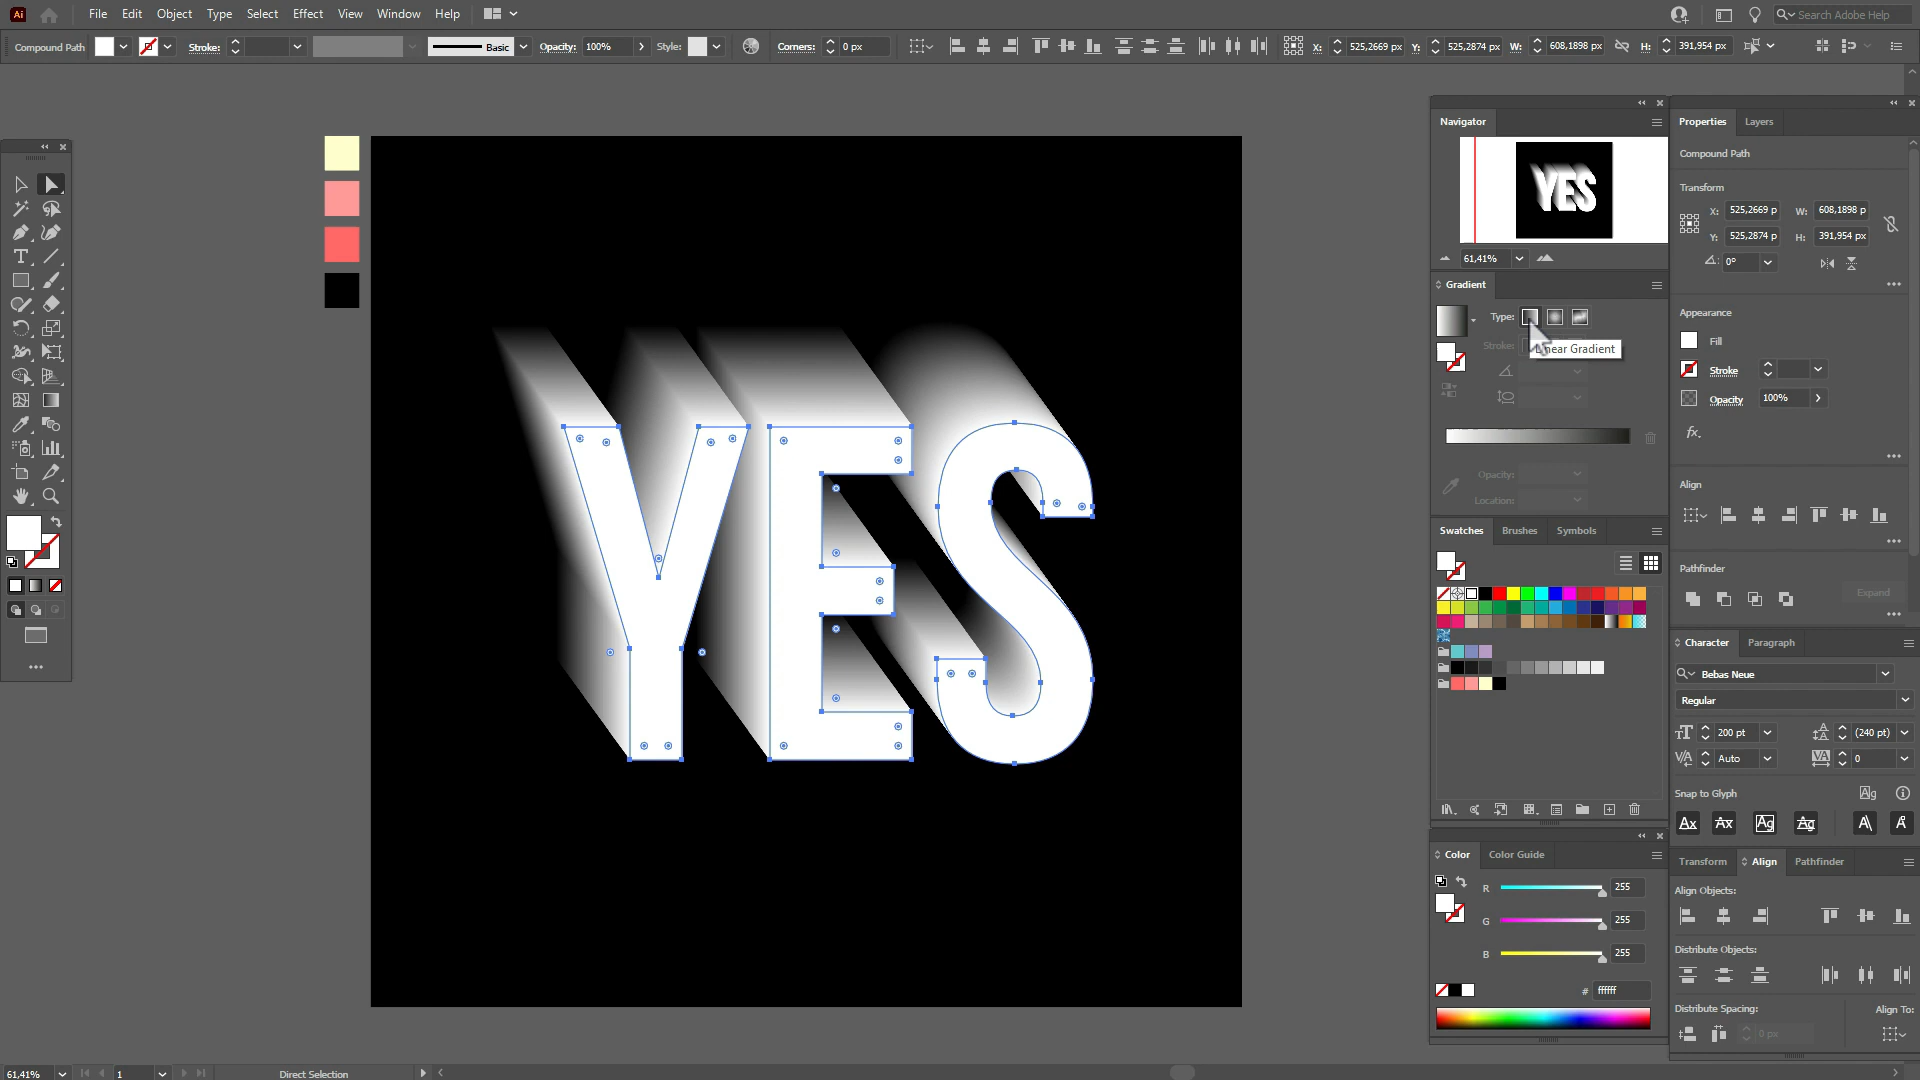 Ai
File Edit Object Type Select Effect View Window Help
Search Adobe Help
Compound Path
Stroke:
Basic
Opacity: 100%
Style:
Corners: 0 px
X: 525,2669 px
Y: 525,2874 px
W: 608,1898 px
H: 391,954 px
YES
Navigator
YES
61,41%
Gradient
Type:
Stroke:
Linear Gradient
Opacity:
Location:
Swatches Brushes Symbols
Color Color Guide
R 255
G 255
B 255
# ffffff
Properties Layers
Compound Path
Transform
X: 525,2669 p W: 608,1898 p
Y: 525,2874 p H: 391,954 px
0°
Appearance
Fill
Stroke
Opacity 100%
fx.
Align
Pathfinder
Expand
Character Paragraph
Bebas Neue
Regular
200 pt (240 pt)
Auto 0
Snap to Glyph
Transform Align Pathfinder
Align Objects:
Distribute Objects:
Distribute Spacing: Align To:
0 px
61,41% 1 Direct Selection